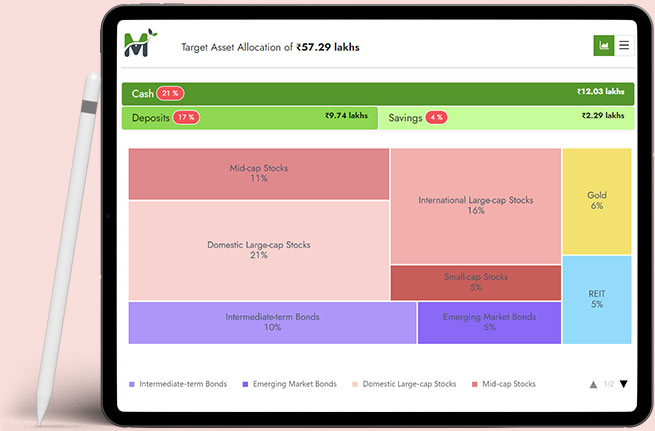 M
Target Asset Allocation of ₹57.29 lakhs
Cash 21 % ₹12.03 lakhs
Deposits 17 % ₹9.74 lakhs Savings 4 % ₹2.29 lakhs
Mid-cap Stocks
11%
International Large-cap Stocks
16%
Gold
6%
Domestic Large-cap Stocks
21%
Small-cap Stocks
5%
REIT
5%
Intermediate-term Bonds
10%
Emerging Market Bonds
5%
Intermediate-term Bonds Emerging Market Bonds Domestic Large-cap Stocks Mid-cap Stocks 1/2